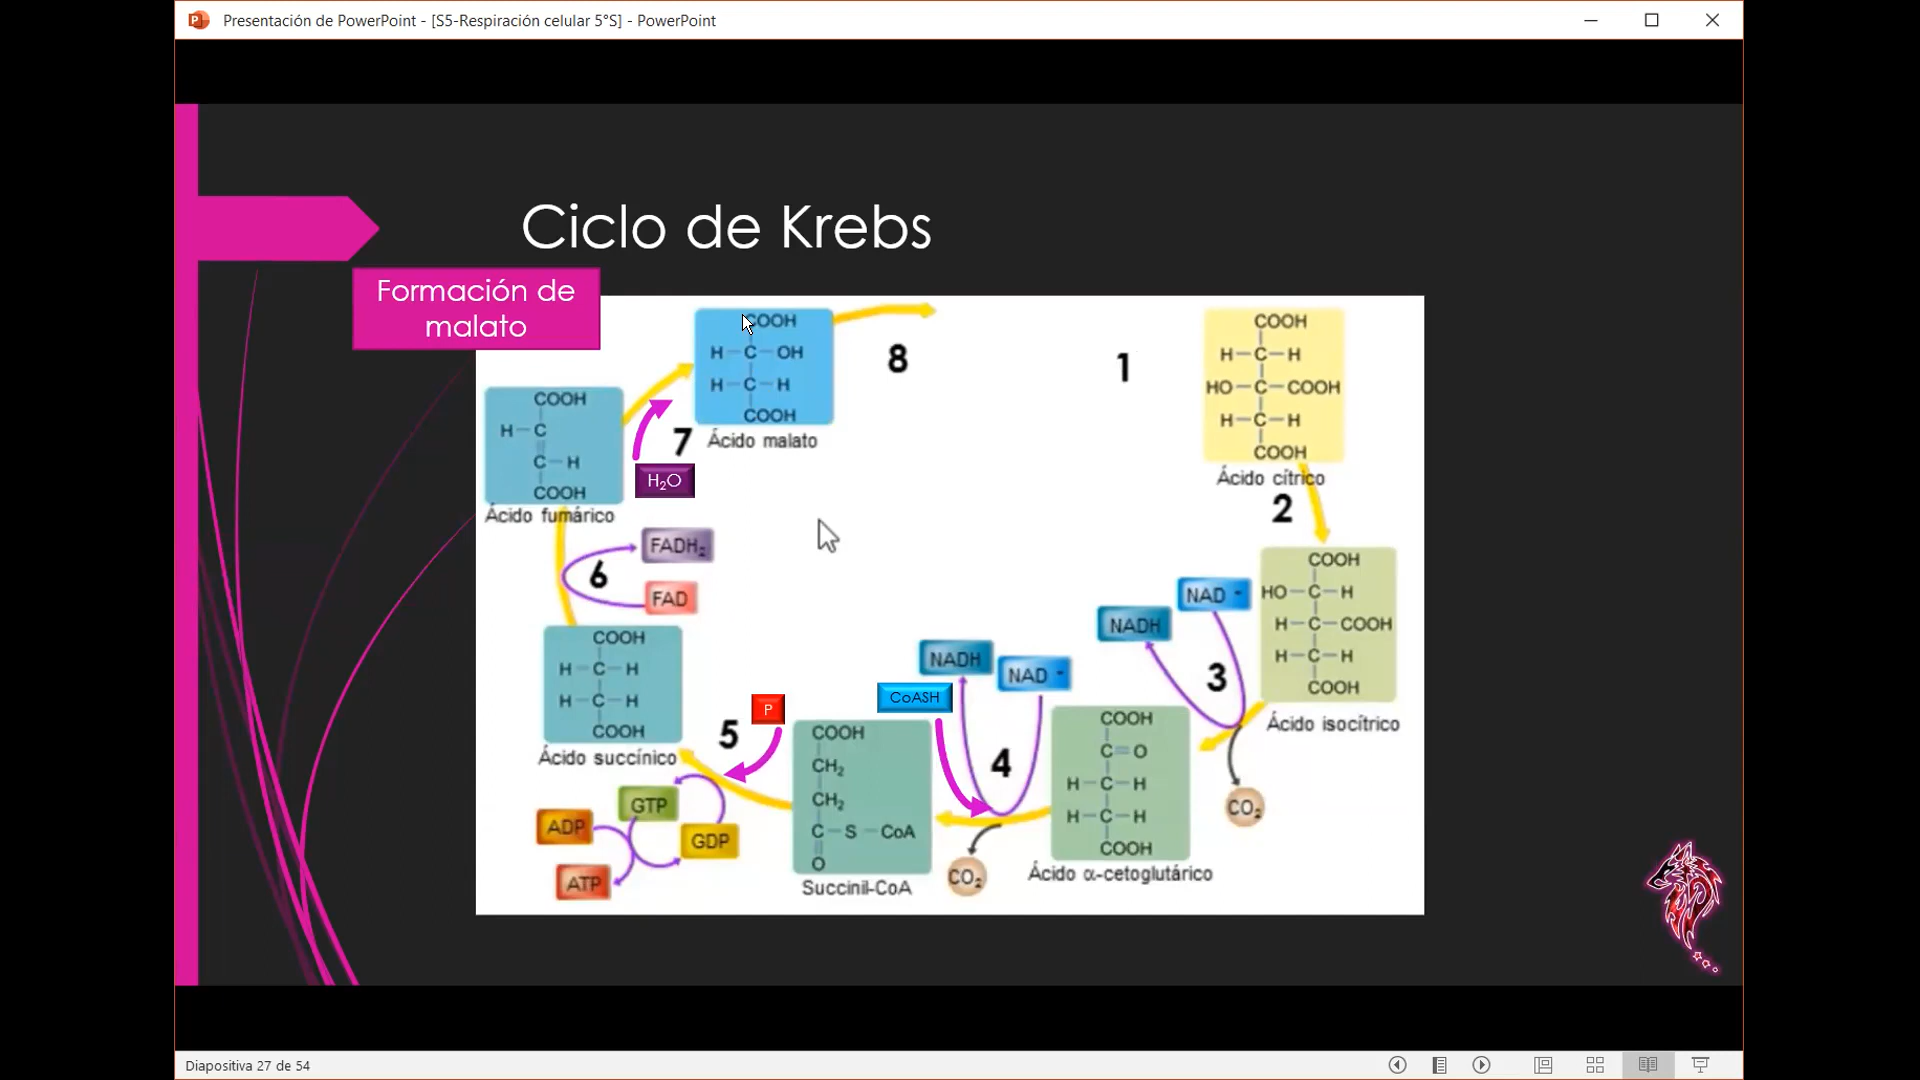 Presentación de PowerPoint - [S5-Respiración celular 5°S] - PowerPoint
Ciclo de Krebs
Formación de
malato
COOH
H-C-OH
H-C-H
COOH
Ácido malato
8
1
COOH
H-C-H
HO-C-COOH
H-C-H
COOH
Ácido cítrico
2
COOH
H-C
C-H
COOH
Ácido fumárico
7
H₂O
FADH₂
6
FAD
COOH
HO-C-H
H-C-COOH
H-C-H
COOH
Ácido isocítrico
NAD⁺
NADH
3
CO₂
COOH
H-C-H
H-C-H
COOH
Ácido succínico
NADH
NAD⁺
CoASH
4
COOH
C=O
H-C-H
H-C-H
COOH
Ácido α-cetoglutárico
CO₂
P
5
COOH
CH₂
CH₂
C-S-CoA
O
Succinil-CoA
GTP
ADP
GDP
ATP
Diapositiva 27 de 54